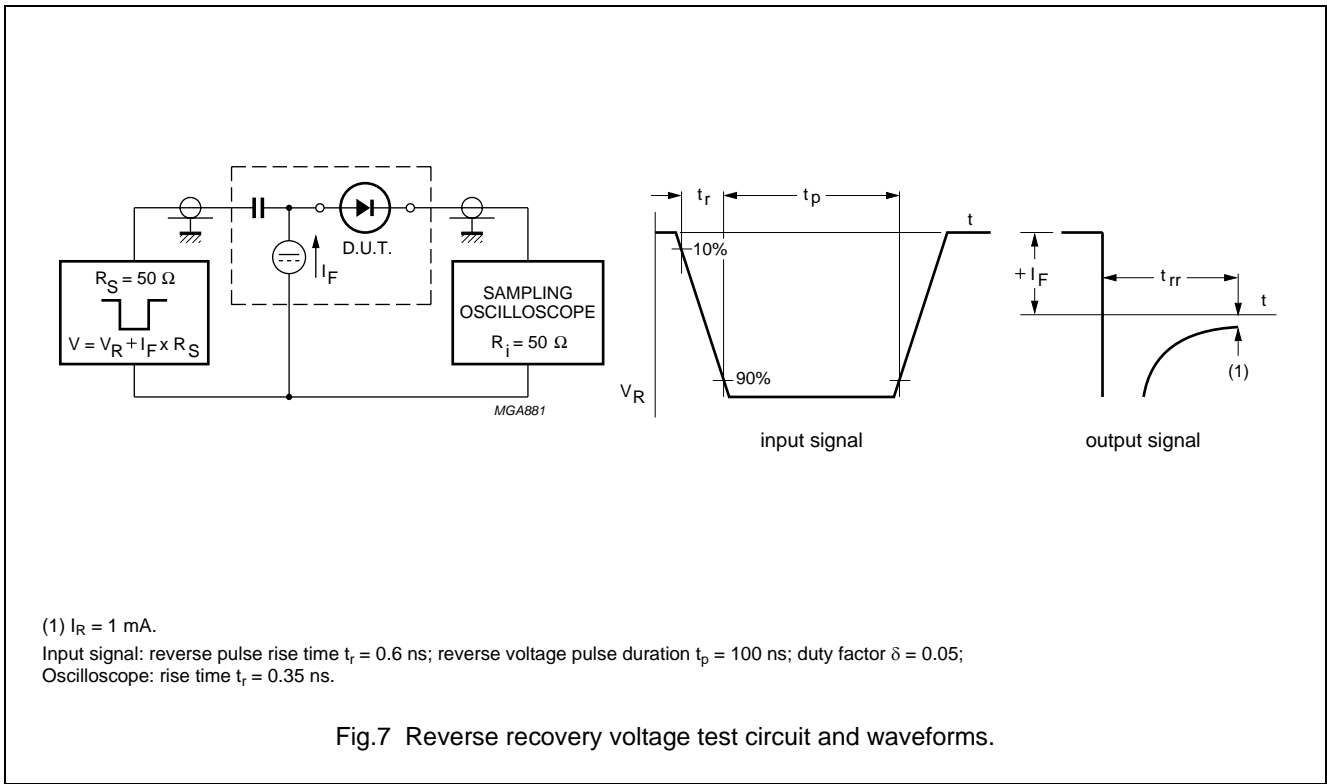 D.U.T.
I_F
R_S = 50 Ω
V = V_R + I_F x R_S
SAMPLING
OSCILLOSCOPE
R_i = 50 Ω
MGA881
t_r
t_p
t
10%
90%
V_R
input signal
+ I_F
t_rr
t
(1)
output signal
(1) I_R = 1 mA.
Input signal: reverse pulse rise time t_r = 0.6 ns; reverse voltage pulse duration t_p = 100 ns; duty factor δ = 0.05;
Oscilloscope: rise time t_r = 0.35 ns.
Fig.7 Reverse recovery voltage test circuit and waveforms.